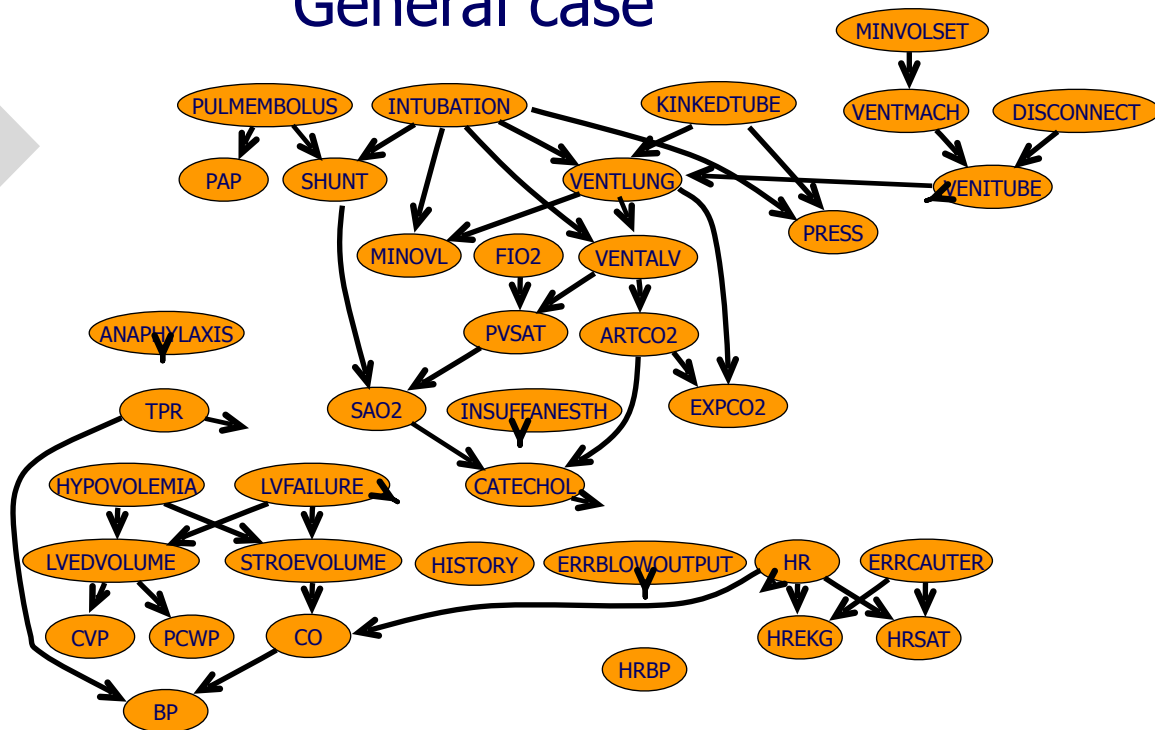 General case
MINVOLSET
PULMEMBOLUS
INTUBATION
KINKEDTUBE
VENTMACH
DISCONNECT
PAP
SHUNT
VENTLUNG
VENITUBE
PRESS
MINOVL
FIO2
VENTALV
ANAPHYLAXIS
PVSAT
ARTCO2
TPR
SAO2
INSUFFANESTH
EXPCO2
HYPOVOLEMIA
LVFAILURE
CATECHOL
LVEDVOLUME
STROEVOLUME
HISTORY
ERRBLOWOUTPUT
HR
ERRCAUTER
CVP
PCWP
CO
HREKG
HRSAT
HRBP
BP